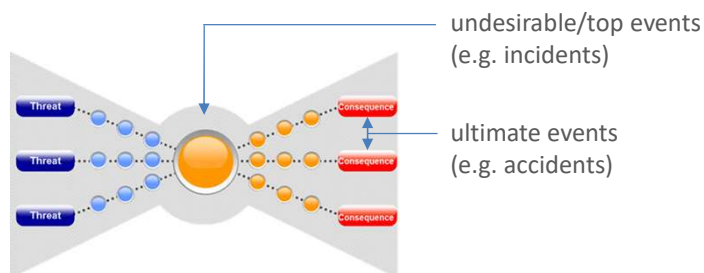 undesirable/top events
(e.g. incidents)
Threat
Consequence
ultimate events
(e.g. accidents)
Threat
Consequence
Threat
Consequence